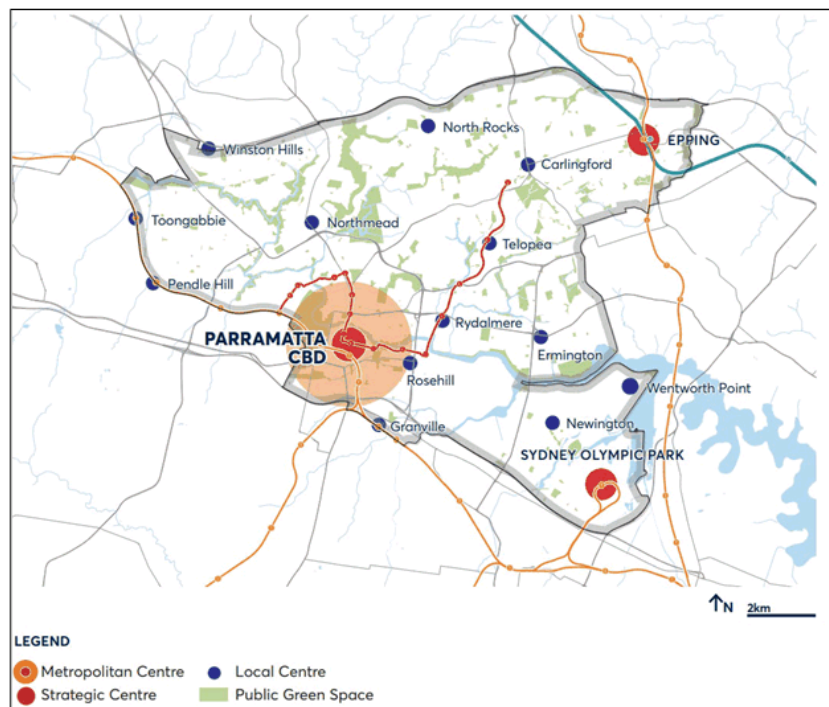 North Rocks
EPPING
Winston Hills
Carlingford
Toongabbie
Northmead
Telopea
Pendle Hill
PARRAMATTA
CBD
Rydalmere
Ermington
Rosehill
Wentworth Point
Granville
Newington
SYDNEY OLYMPIC PARK
N
2km
LEGEND
Metropolitan Centre
Local Centre
Strategic Centre
Public Green Space